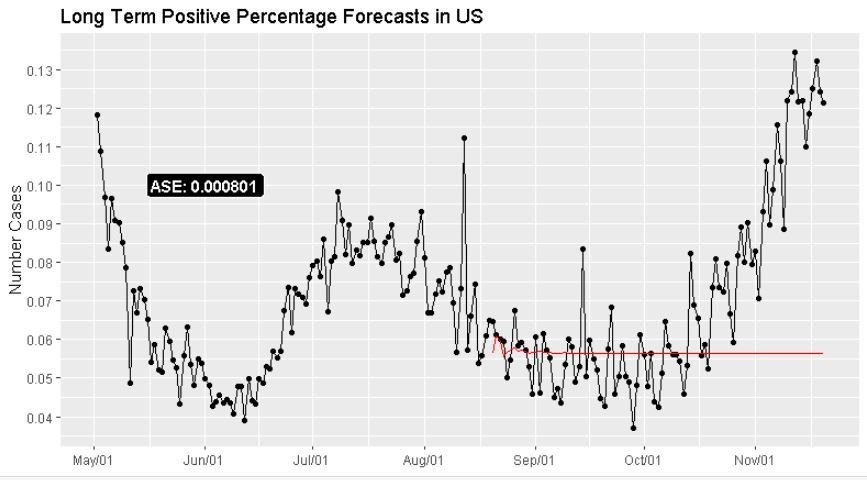 Long Term Positive Percentage Forecasts in US
Number Cases
0.13
0.12
0.11
0.10
0.09
0.08
0.07
0.06
0.05
0.04
ASE: 0.000801
May/01 Jun/01 Jul/01 Aug/01 Sep/01 Oct/01 Nov/01